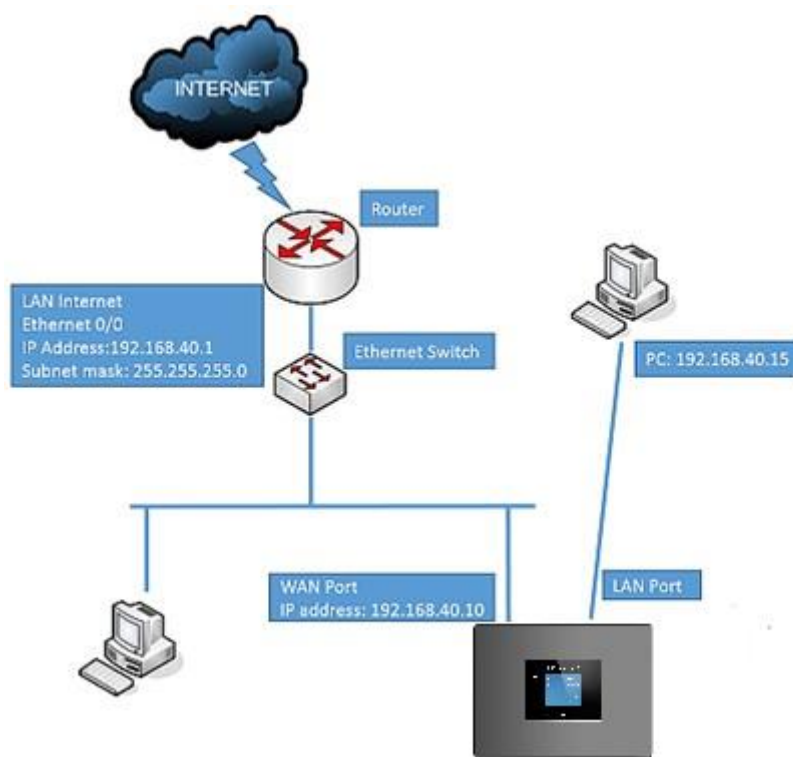 INTERNET
Router
LAN Internet
Ethernet 0/0
IP Address:192.168.40.1
Subnet mask: 255.255.255.0
Ethernet Switch
PC: 192.168.40.15
WAN Port
IP address: 192.168.40.10
LAN Port